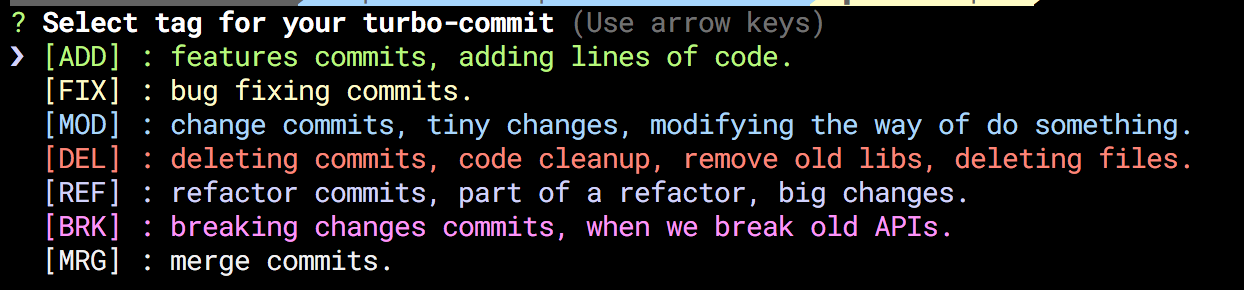 ? Select tag for your turbo-commit (Use arrow keys)
❯ [ADD] : features commits, adding lines of code.
[FIX] : bug fixing commits.
[MOD] : change commits, tiny changes, modifying the way of do something.
[DEL] : deleting commits, code cleanup, remove old libs, deleting files.
[REF] : refactor commits, part of a refactor, big changes.
[BRK] : breaking changes commits, when we break old APIs.
[MRG] : merge commits.